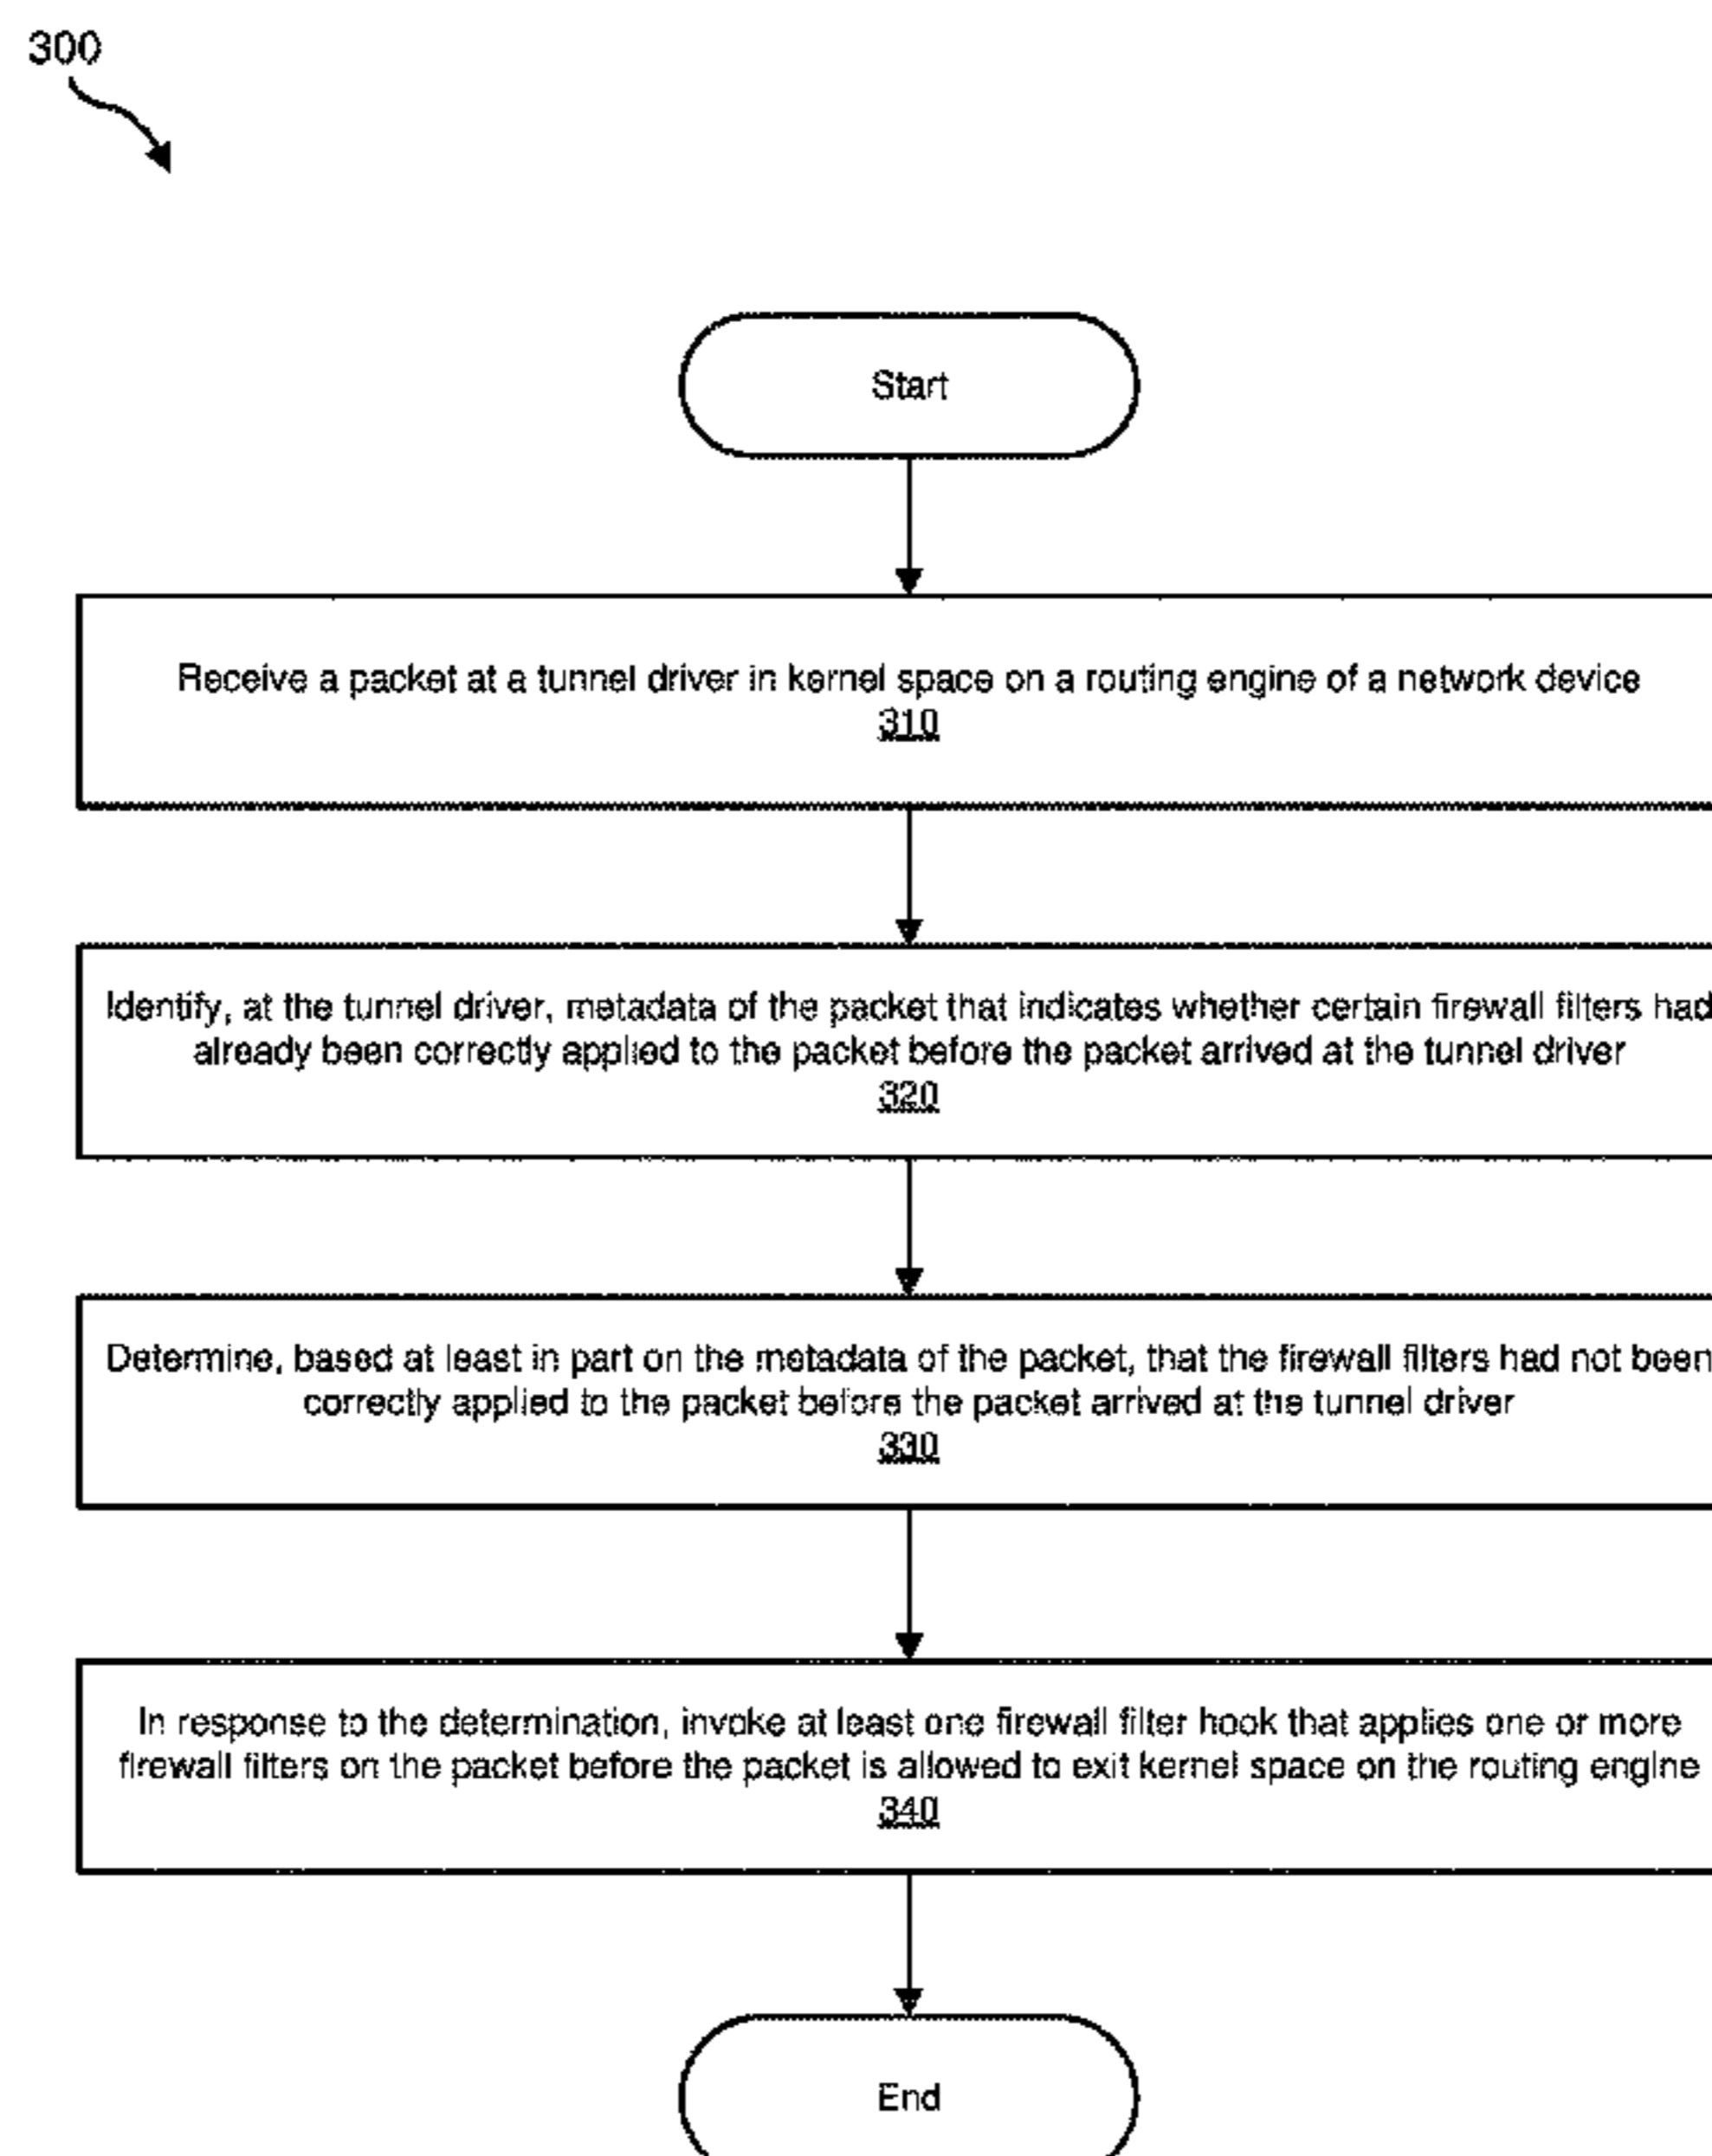 300
Start
Receive a packet at a tunnel driver in kernel space on a routing engine of a network device
310
Identify, at the tunnel driver, metadata of the packet that indicates whether certain firewall filters had
already been correctly applied to the packet before the packet arrived at the tunnel driver
320
Determine, based at least in part on the metadata of the packet, that the firewall filters had not been
correctly applied to the packet before the packet arrived at the tunnel driver
330
In response to the determination, invoke at least one firewall filter hook that applies one or more
firewall filters on the packet before the packet is allowed to exit kernel space on the routing engine
340
End